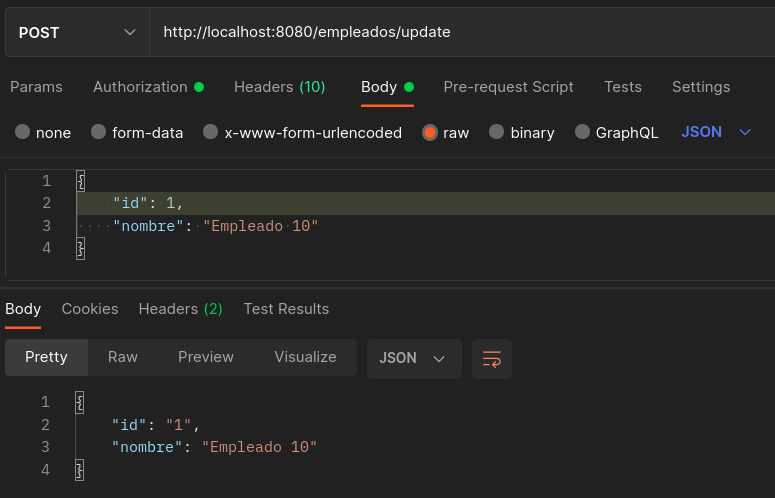 POST http://localhost:8080/empleados/update
Params Authorization Headers (10) Body Pre-request Script Tests Settings
none form-data x-www-form-urlencoded raw binary GraphQL JSON
1 {
2 "id": 1,
3 "nombre": "Empleado 10"
4 }
Body Cookies Headers (2) Test Results
Pretty Raw Preview Visualize JSON
1 {
2 "id": "1",
3 "nombre": "Empleado 10"
4 }